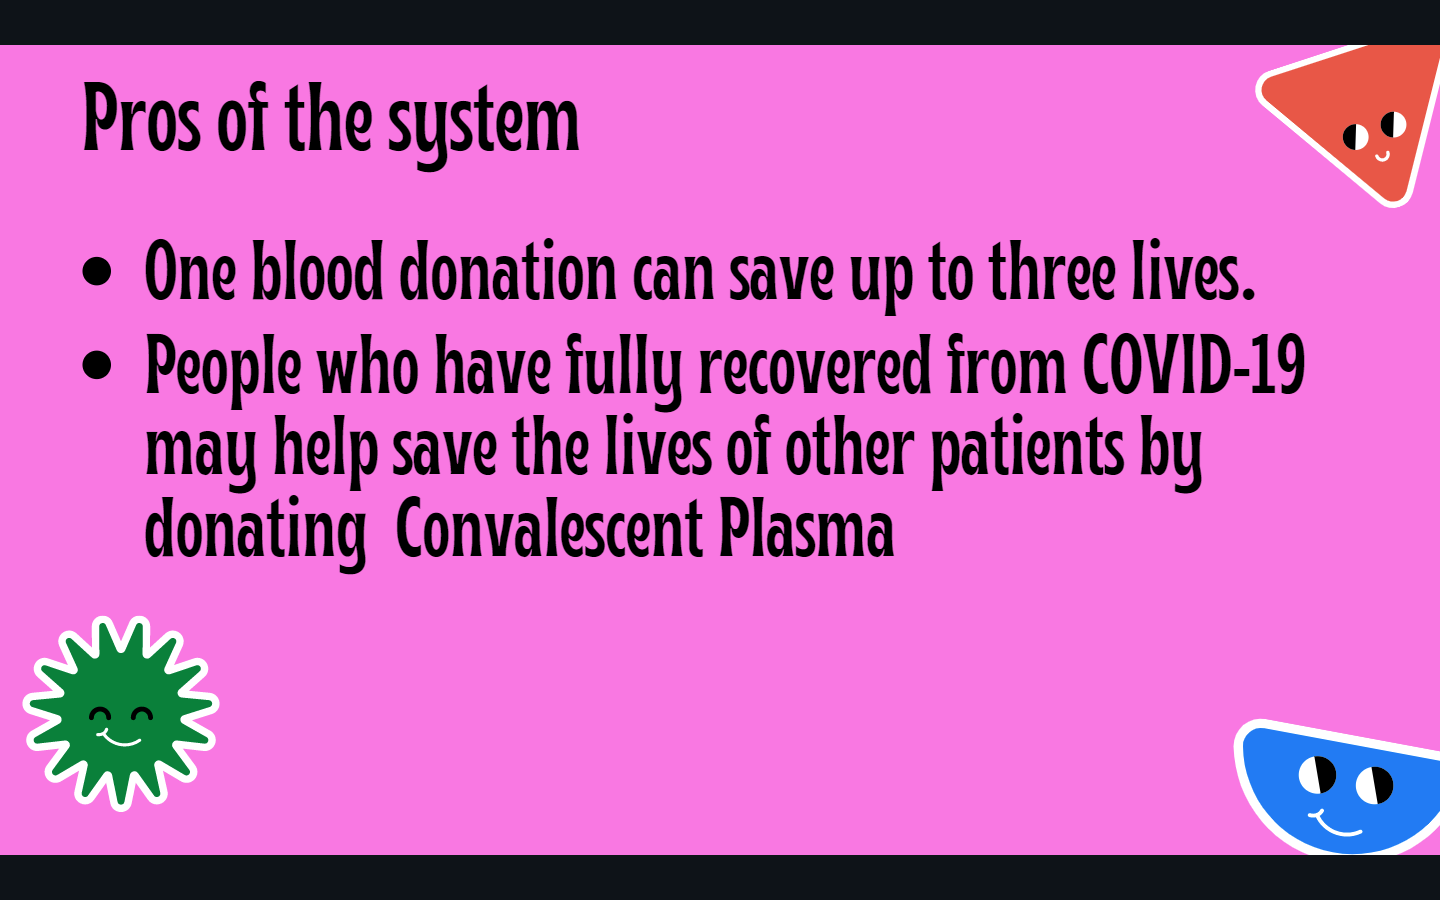 Pros of the system
• One blood donation can save up to three lives.
• People who have fully recovered from COVID-19
may help save the lives of other patients by
donating  Convalescent Plasma